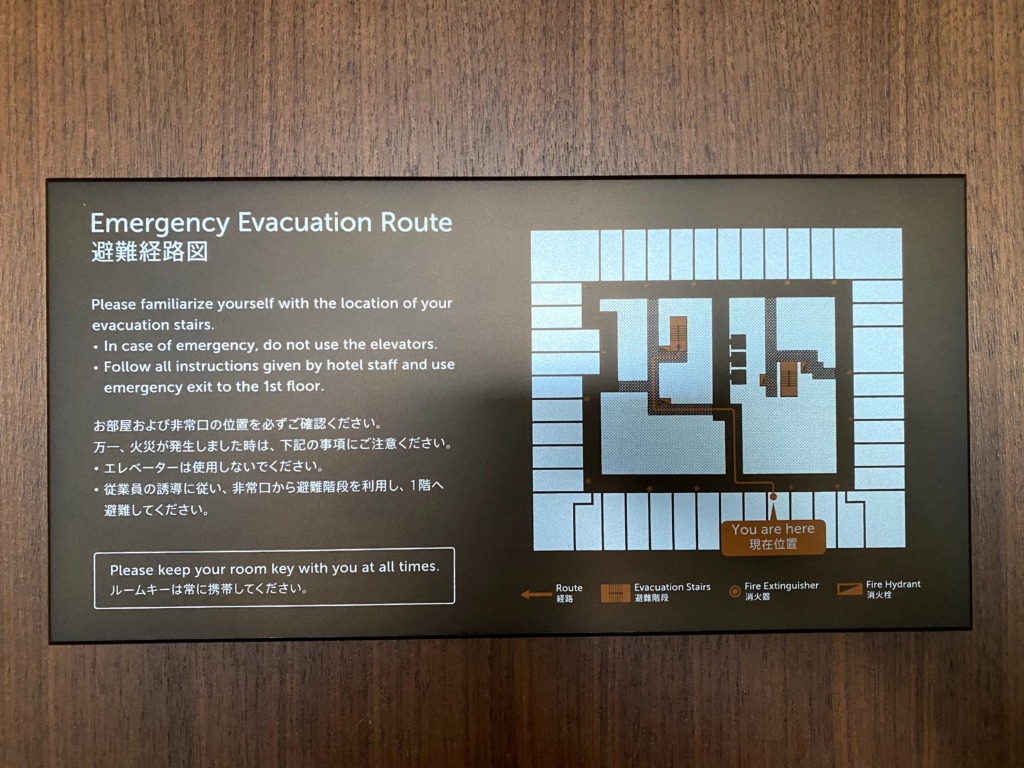 Emergency Evacuation Route
避難経路図
Please familiarize yourself with the location of your
evacuation stairs.
• In case of emergency, do not use the elevators.
• Follow all instructions given by hotel staff and use
emergency exit to the 1st floor.
お部屋および非常口の位置を必ずご確認ください。
万一、火災が発生しました時は、下記の事項にご注意ください。
• エレベーターは使用しないでください。
• 従業員の誘導に従い、非常口から避難階段を利用し、1階へ
避難してください。
Please keep your room key with you at all times.
ルームキーは常に携帯してください。
You are here
現在位置
Route
経路
Evacuation Stairs
避難階段
Fire Extinguisher
消火器
Fire Hydrant
消火栓